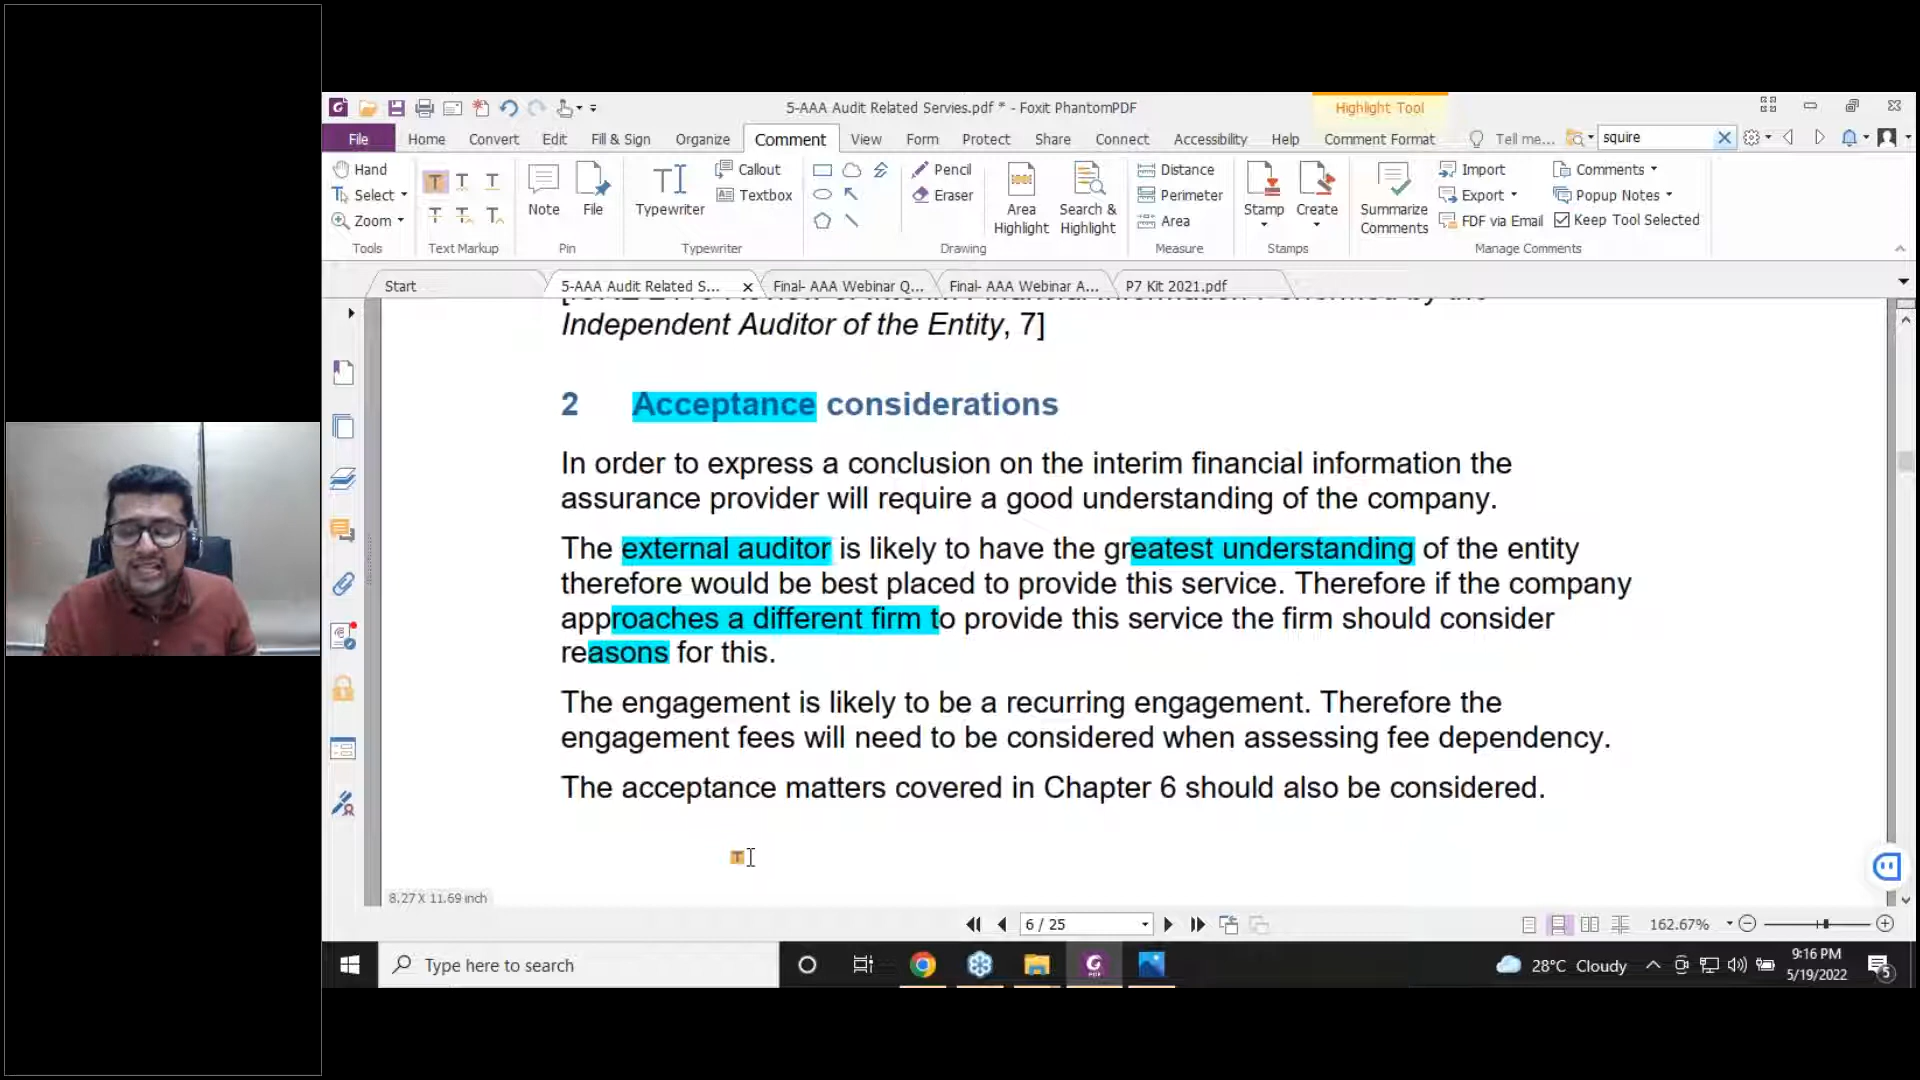 5-AAA Audit Related Servies.pdf * - Foxit PhantomPDF
Highlight Tool
File Home Convert Edit Fill & Sign Organize Comment View Form Protect Share Connect Accessibility Help Comment Format Tell me... squire
Hand
Select
Zoom
Tools
Text Markup
Note
File
Pin
Typewriter
Callout
Textbox
Typewriter
Pencil
Eraser
Drawing
Area
Highlight
Search &
Highlight
Distance
Perimeter
Area
Measure
Stamp
Create
Stamps
Summarize
Comments
Import
Export
FDF via Email
Comments
Popup Notes
Keep Tool Selected
Manage Comments
Start 5-AAA Audit Related S... Final- AAA Webinar Q... Final- AAA Webinar A... P7 Kit 2021.pdf
Independent Auditor of the Entity, 7]
2 Acceptance considerations
In order to express a conclusion on the interim financial information the
assurance provider will require a good understanding of the company.
The external auditor is likely to have the greatest understanding of the entity
therefore would be best placed to provide this service. Therefore if the company
approaches a different firm to provide this service the firm should consider
reasons for this.
The engagement is likely to be a recurring engagement. Therefore the
engagement fees will need to be considered when assessing fee dependency.
The acceptance matters covered in Chapter 6 should also be considered.
8.27 X 11.69 inch
6 / 25
162.67%
Type here to search
28°C Cloudy
9:16 PM
5/19/2022
5